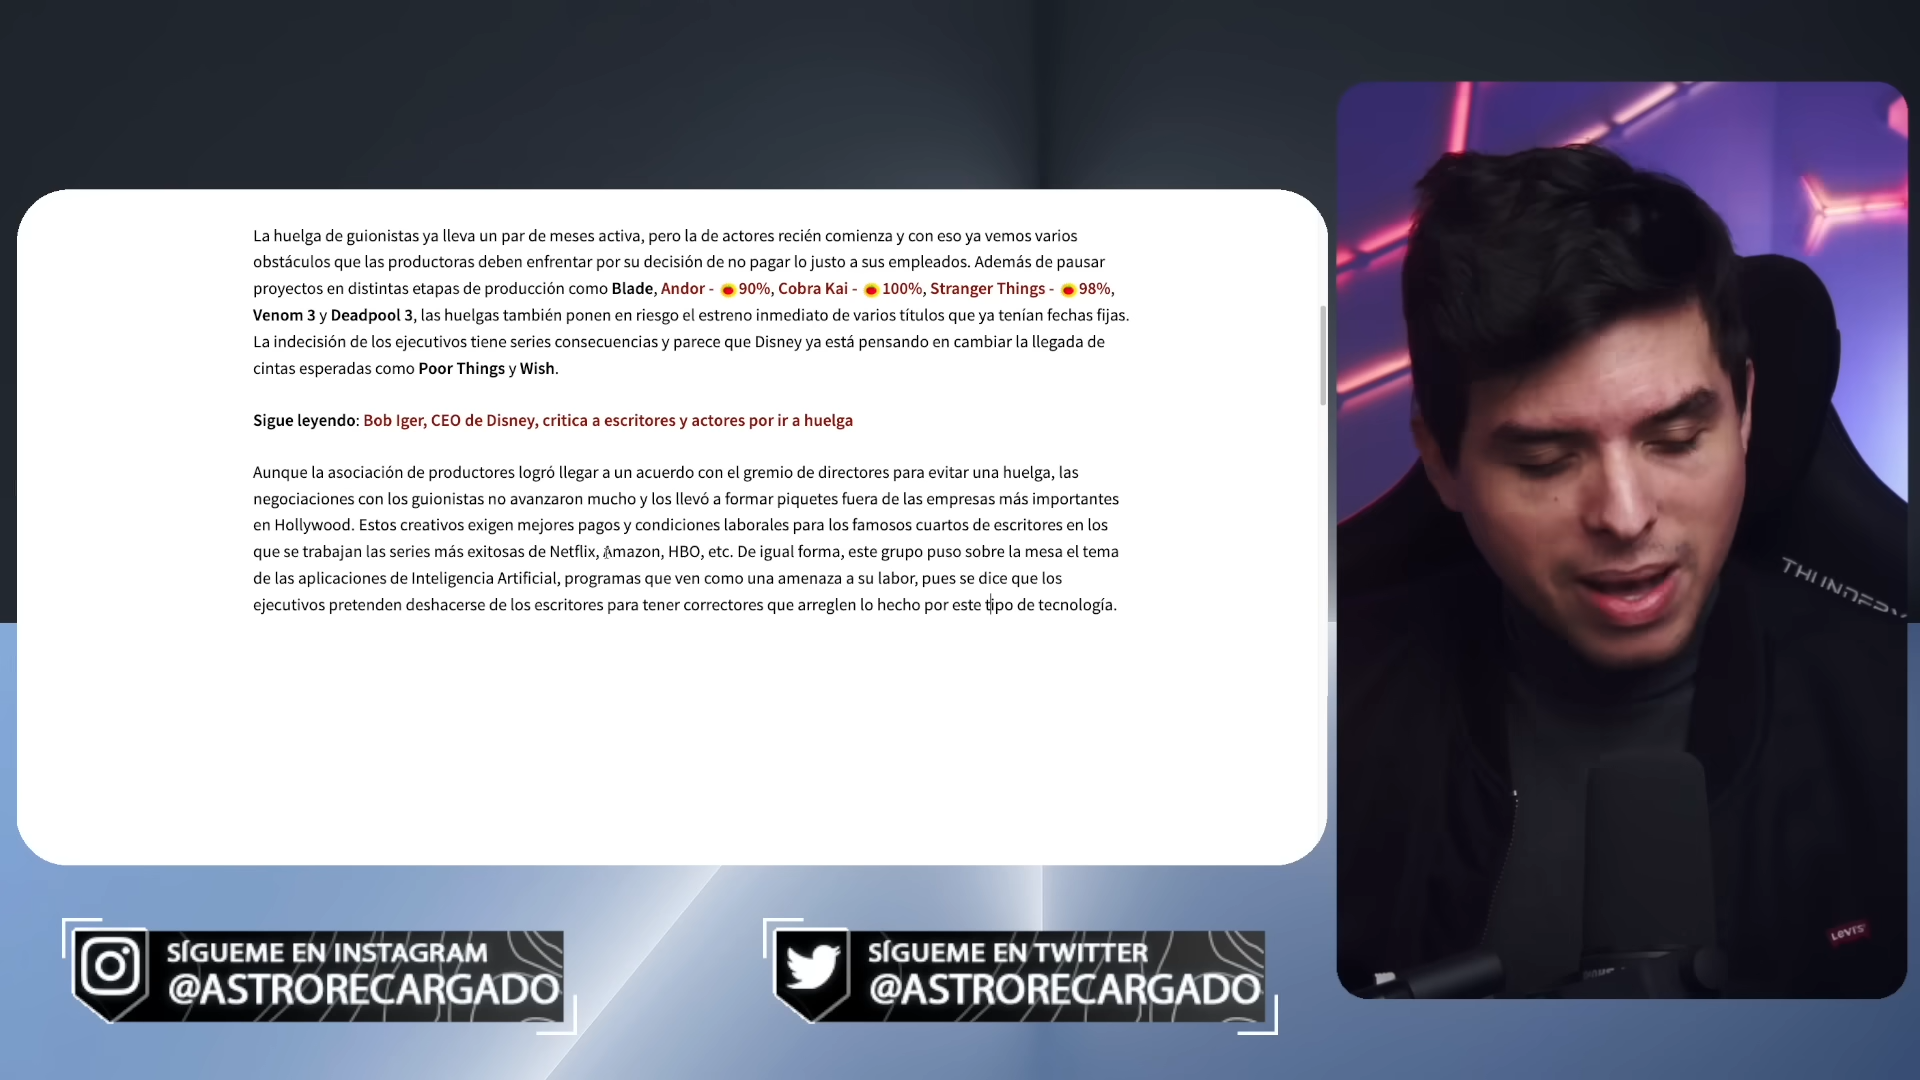 La huelga de guionistas ya lleva un par de meses activa, pero la de actores recién comienza y con eso ya vemos varios
obstáculos que las productoras deben enfrentar por su decisión de no pagar lo justo a sus empleados. Además de pausar
proyectos en distintas etapas de producción como Blade, Andor - 90%, Cobra Kai - 100%, Stranger Things - 98%,
Venom 3 y Deadpool 3, las huelgas también ponen en riesgo el estreno inmediato de varios títulos que ya tenían fechas fijas.
La indecisión de los ejecutivos tiene series consecuencias y parece que Disney ya está pensando en cambiar la llegada de
cintas esperadas como Poor Things y Wish.
Sigue leyendo: Bob Iger, CEO de Disney, critica a escritores y actores por ir a huelga
Aunque la asociación de productores logró llegar a un acuerdo con el gremio de directores para evitar una huelga, las
negociaciones con los guionistas no avanzaron mucho y los llevó a formar piquetes fuera de las empresas más importantes
en Hollywood. Estos creativos exigen mejores pagos y condiciones laborales para los famosos cuartos de escritores en los
que se trabajan las series más exitosas de Netflix, Amazon, HBO, etc. De igual forma, este grupo puso sobre la mesa el tema
de las aplicaciones de Inteligencia Artificial, programas que ven como una amenaza a su labor, pues se dice que los
ejecutivos pretenden deshacerse de los escritores para tener correctores que arreglen lo hecho por este tipo de tecnología.
SÍGUEME EN INSTAGRAM
@ASTRORECARGADO
SÍGUEME EN TWITTER
@ASTRORECARGADO
Levi's